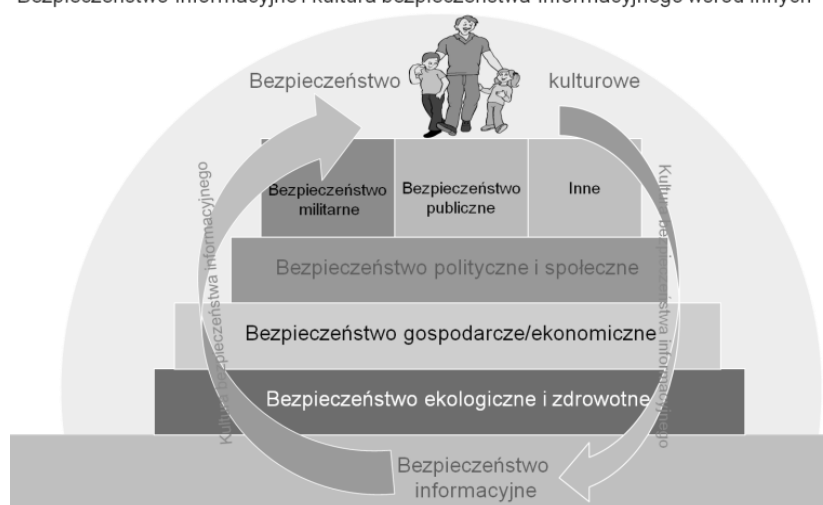 Bezpieczeństwo informacyjne i kultura bezpieczeństwa informacyjnego wśród innych
Bezpieczeństwo kulturowe
Bezpieczeństwo
militarne
Bezpieczeństwo
publiczne
Inne
Bezpieczeństwo polityczne i społeczne
Bezpieczeństwo gospodarcze/ekonomiczne
Bezpieczeństwo ekologiczne i zdrowotne
Bezpieczeństwo
informacyjne
Kultura bezpieczeństwa informacyjnego
Kultura bezpieczeństwa informacyjnego